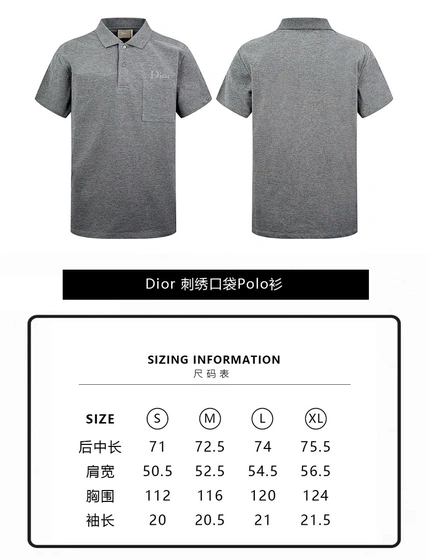 Dior
Dior 刺绣口袋Polo衫
SIZING INFORMATION
尺码表
SIZE S M L XL
后中长 71 72.5 74 75.5
肩宽 50.5 52.5 54.5 56.5
胸围 112 116 120 124
袖长 20 20.5 21 21.5